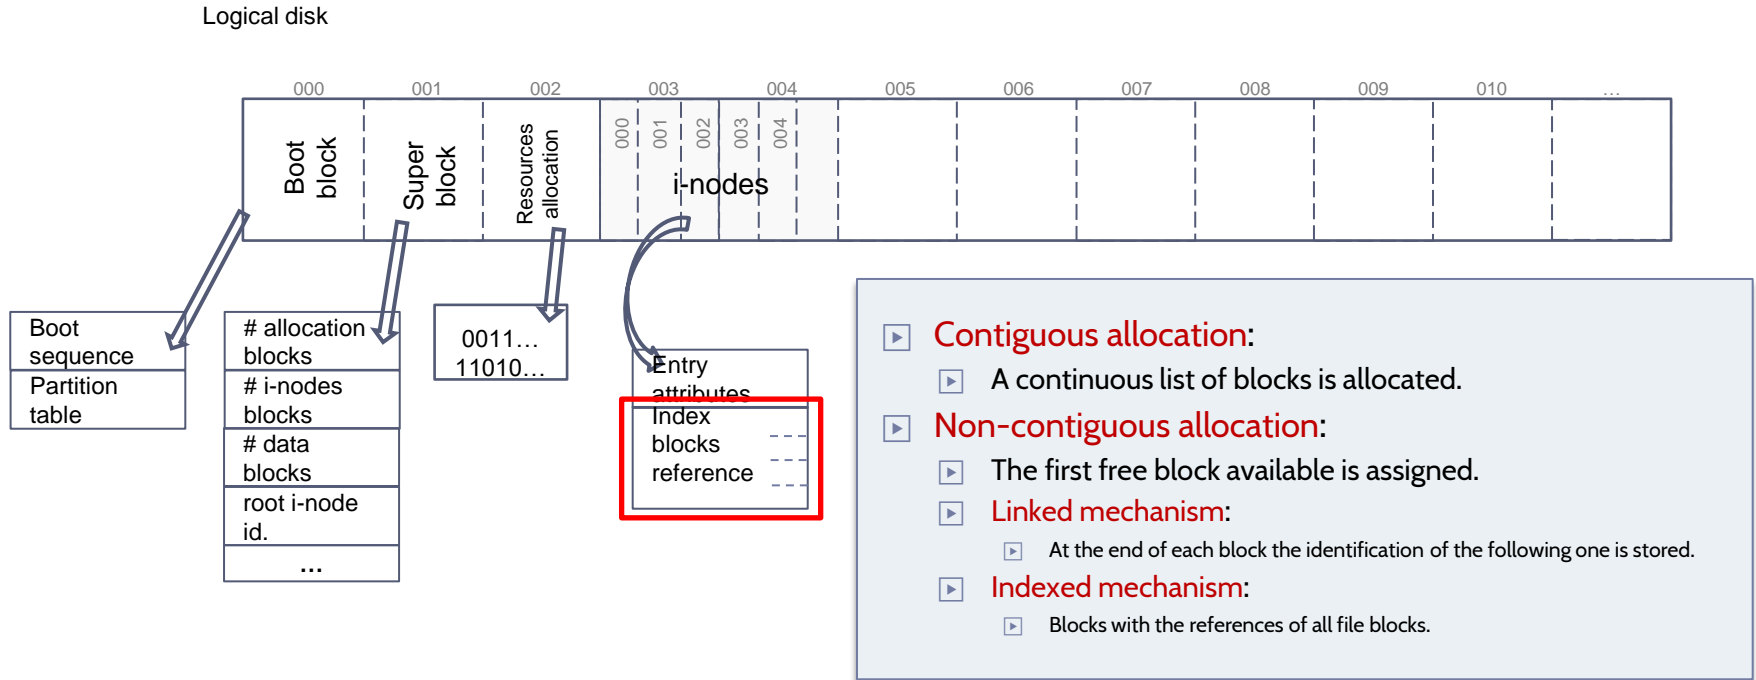 Logical disk
000 001 002 003 004 005 006 007 008 009 010 ...
Boot
block
Super
block
Resources
allocation
000 001 002 003 004
i-nodes
Boot
sequence
Partition
table
# allocation
blocks
# i-nodes
blocks
# data
blocks
root i-node
id.
...
0011…
11010…
Entry
attributes
Index
blocks
reference
Contiguous allocation:
A continuous list of blocks is allocated.
Non-contiguous allocation:
The first free block available is assigned.
Linked mechanism:
At the end of each block the identification of the following one is stored.
Indexed mechanism:
Blocks with the references of all file blocks.